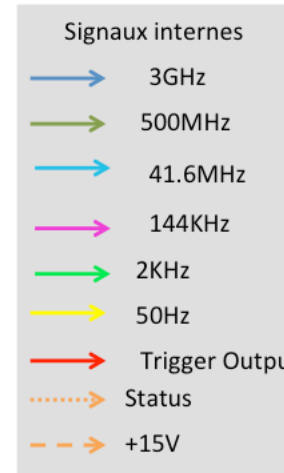 Signaux internes
3GHz
500MHz
41.6MHz
144KHz
2KHz
50Hz
Trigger Outpu
Status
+15V